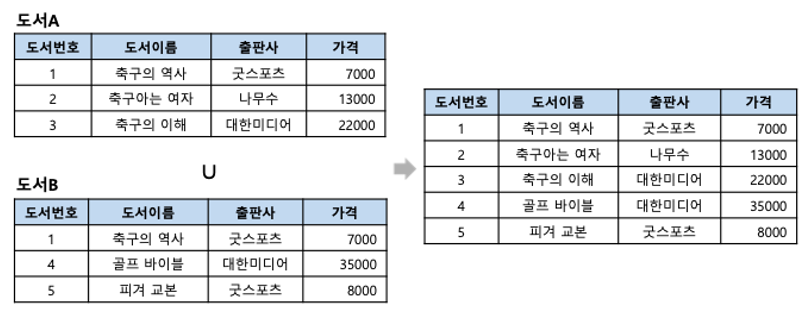 도서A
도서번호 도서이름 출판사 가격
1 축구의 역사 굿스포츠 7000
2 축구아는 여자 나무수 13000
3 축구의 이해 대한미디어 22000
∪
도서B
도서번호 도서이름 출판사 가격
1 축구의 역사 굿스포츠 7000
4 골프 바이블 대한미디어 35000
5 피겨 교본 굿스포츠 8000
도서번호 도서이름 출판사 가격
1 축구의 역사 굿스포츠 7000
2 축구아는 여자 나무수 13000
3 축구의 이해 대한미디어 22000
4 골프 바이블 대한미디어 35000
5 피겨 교본 굿스포츠 8000